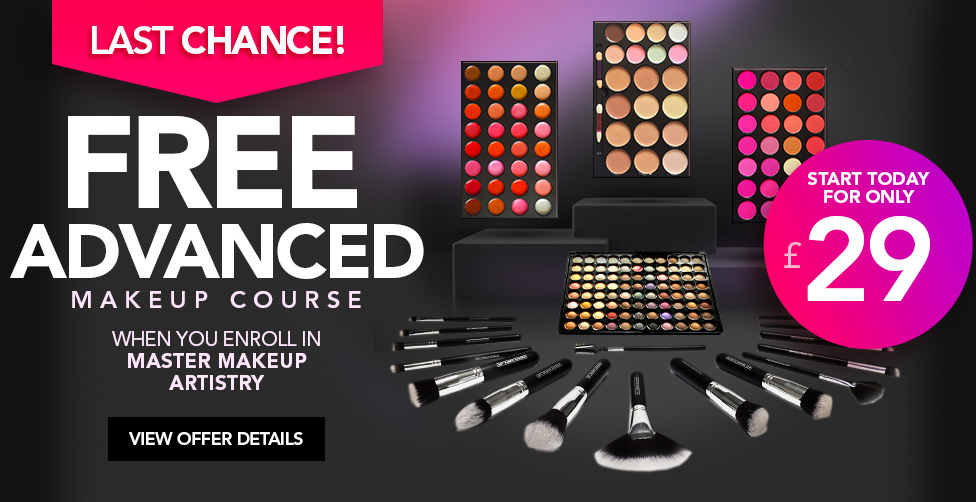 LAST CHANCE!
FREE
ADVANCED
MAKEUP COURSE
WHEN YOU ENROLL IN
MASTER MAKEUP
ARTISTRY
VIEW OFFER DETAILS
START TODAY
FOR ONLY
£29